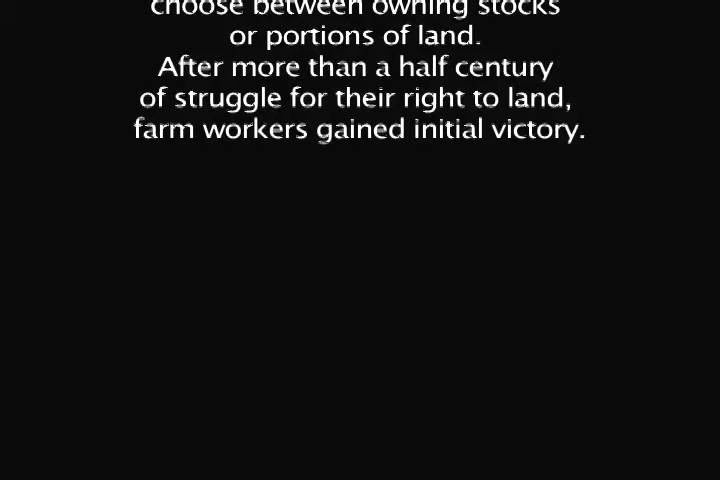 choose between owning stocks
or portions of land.
After more than a half century
of struggle for their right to land,
farm workers gained initial victory.